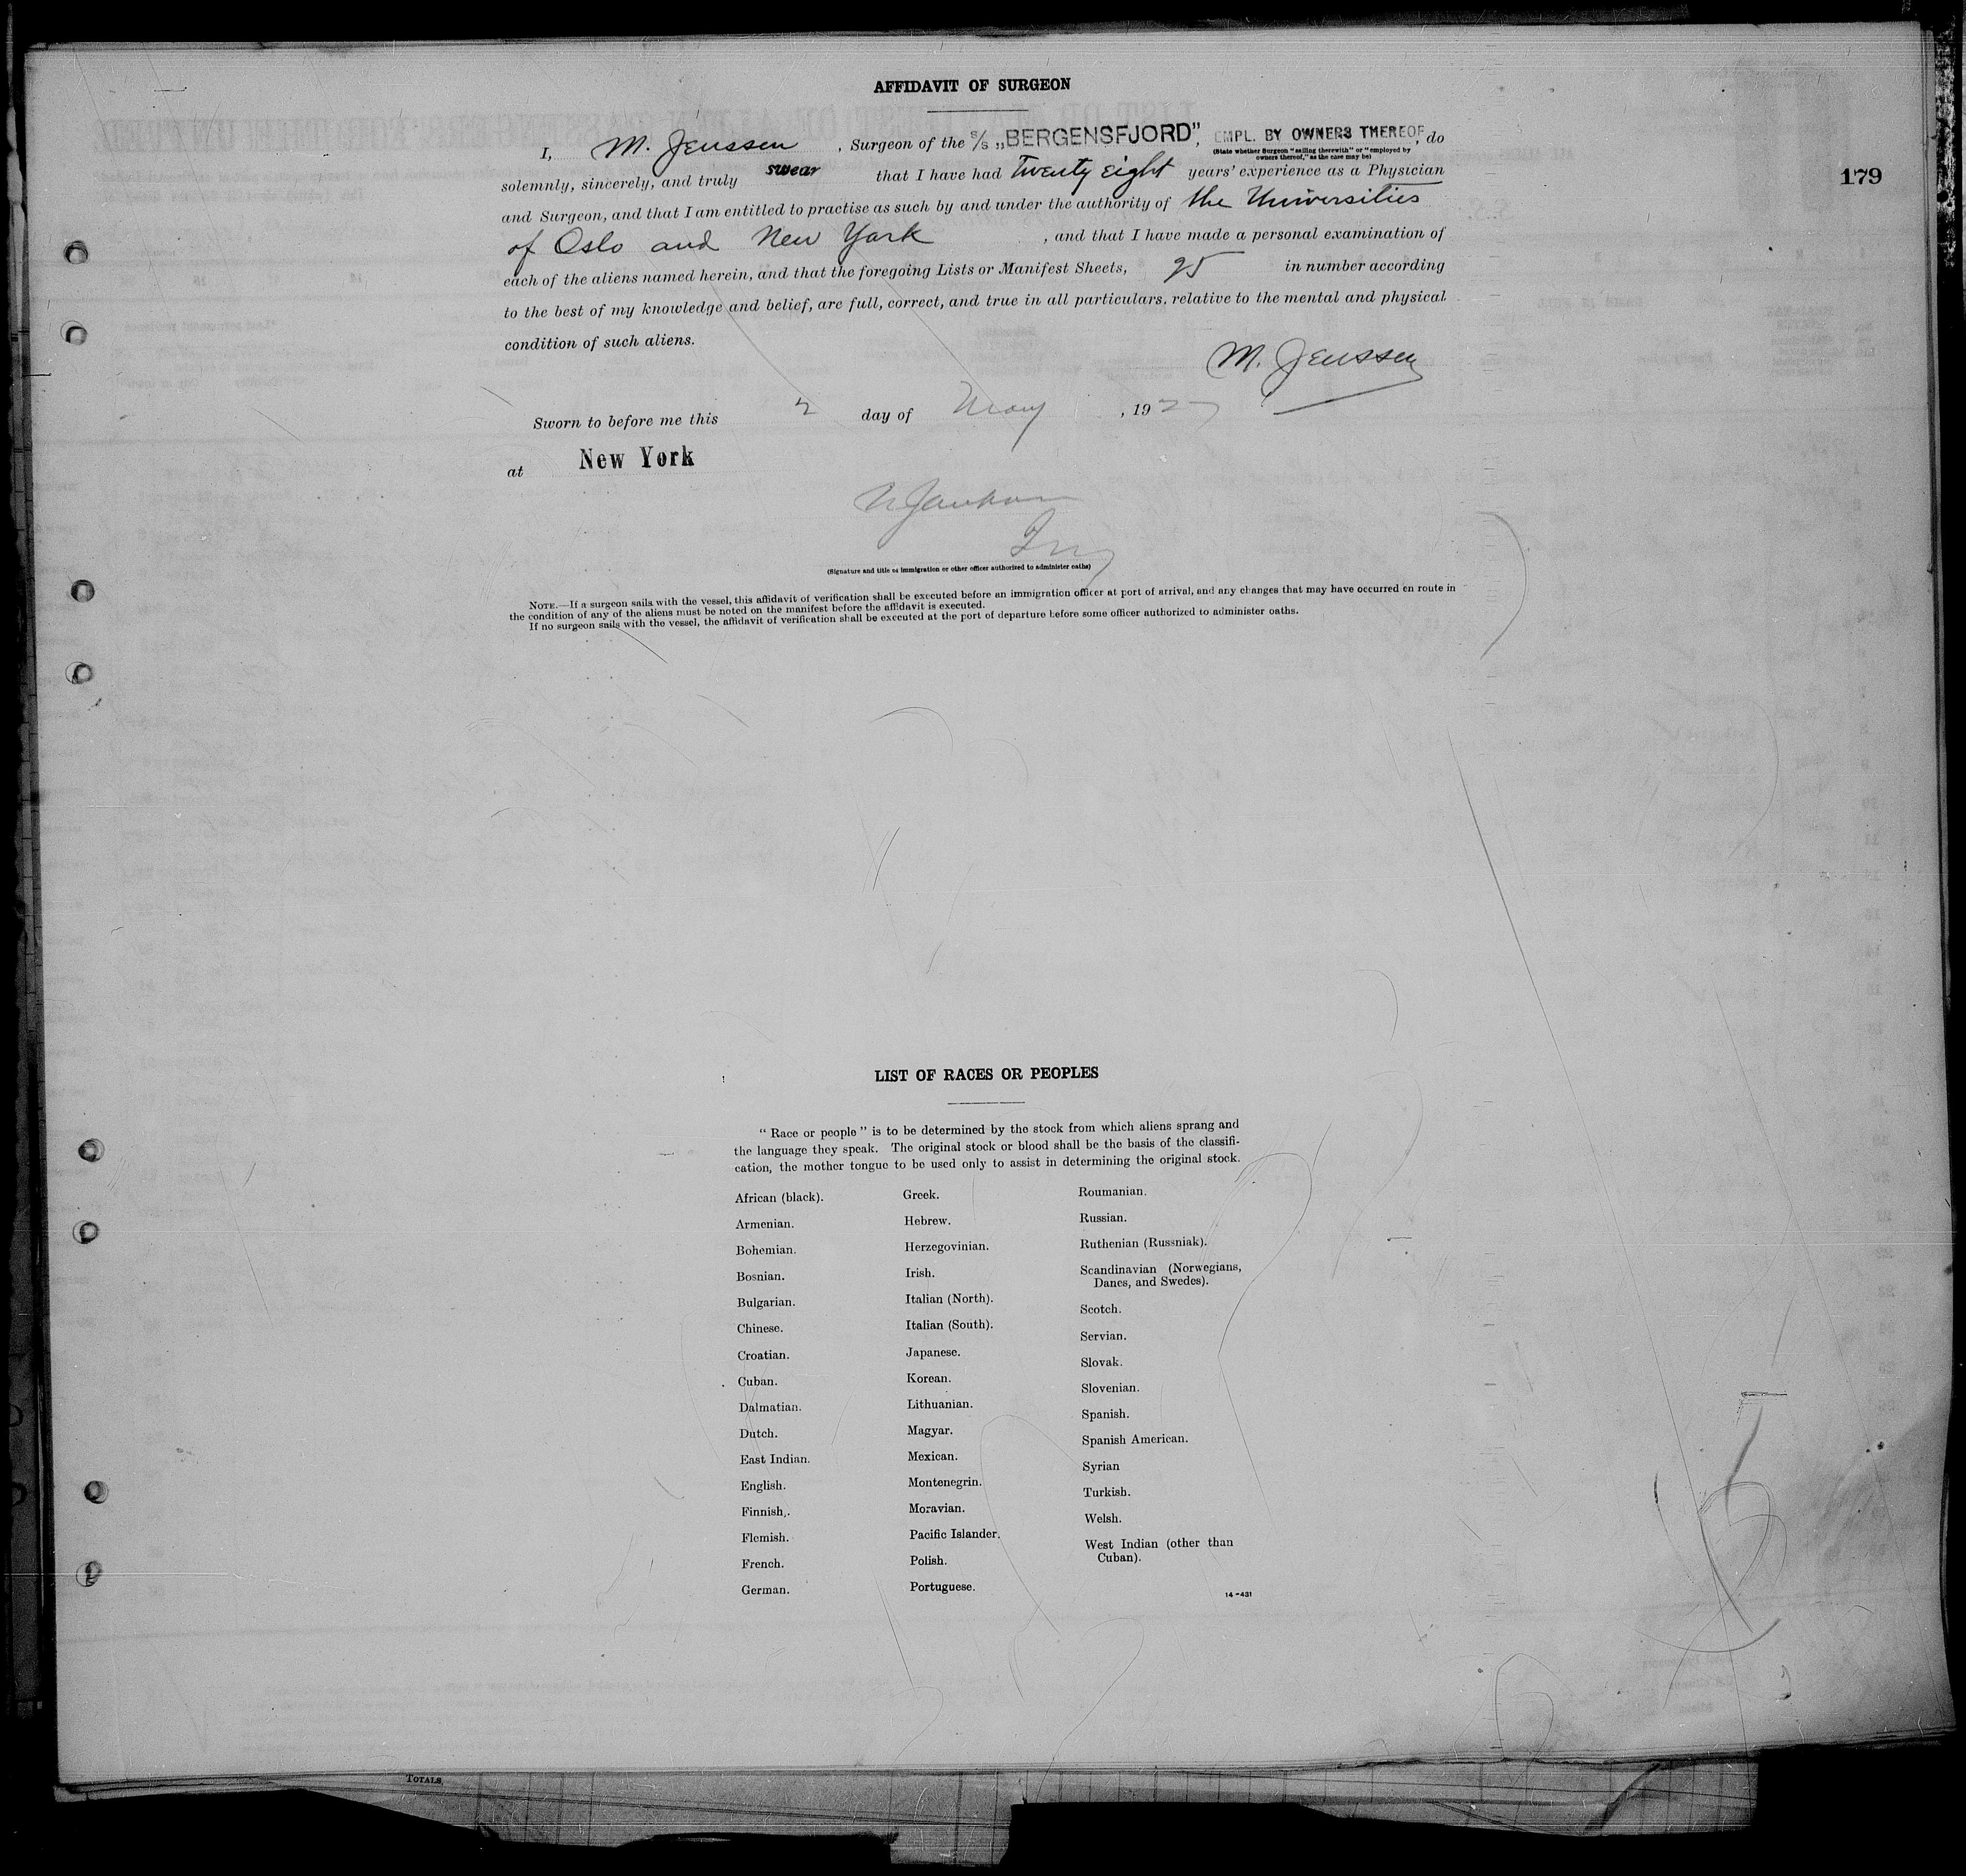 AFFIDAVIT OF SURGEON
179
I, M. Jenssen, Surgeon of the S/S „BERGENSFJORD”, EMPL. BY OWNERS THEREOF, do
(State whether Surgeon “sailing therewith” or “employed by
owners thereof,” as the case may be)
solemnly, sincerely, and truly swear that I have had twenty eight years' experience as a Physician
and Surgeon, and that I am entitled to practise as such by and under the authority of the Universities
of Oslo and New York, and that I have made a personal examination of
each of the aliens named herein, and that the foregoing Lists or Manifest Sheets, 25 in number according
to the best of my knowledge and belief, are full, correct, and true in all particulars, relative to the mental and physical
condition of such aliens.
M. Jenssen
Sworn to before me this 2 day of May, 192
at New York
(Signature and title of immigration or other officer authorized to administer oaths)
NOTE.—If a surgeon sails with the vessel, this affidavit of verification shall be executed before an immigration officer at port of arrival, and any changes that may have occurred en route in
the condition of any of the aliens must be noted on the manifest before the affidavit is executed.
If no surgeon sails with the vessel, the affidavit of verification shall be executed at the port of departure before some officer authorized to administer oaths.
LIST OF RACES OR PEOPLES
“ Race or people ” is to be determined by the stock from which aliens sprang and
the language they speak. The original stock or blood shall be the basis of the classifi-
cation, the mother tongue to be used only to assist in determining the original stock.
African (black).
Armenian.
Bohemian.
Bosnian.
Bulgarian.
Chinese.
Croatian.
Cuban.
Dalmatian.
Dutch.
East Indian.
English.
Finnish.
Flemish.
French.
German.
Greek.
Hebrew.
Herzegovinian.
Irish.
Italian (North).
Italian (South).
Japanese.
Korean.
Lithuanian.
Magyar.
Mexican.
Montenegrin.
Moravian.
Pacific Islander.
Polish.
Portuguese.
Roumanian.
Russian.
Ruthenian (Russniak).
Scandinavian (Norwegians,
Danes, and Swedes).
Scotch.
Servian.
Slovak.
Slovenian.
Spanish.
Spanish American.
Syrian
Turkish.
Welsh.
West Indian (other than
Cuban).
14-431
TOTALS,